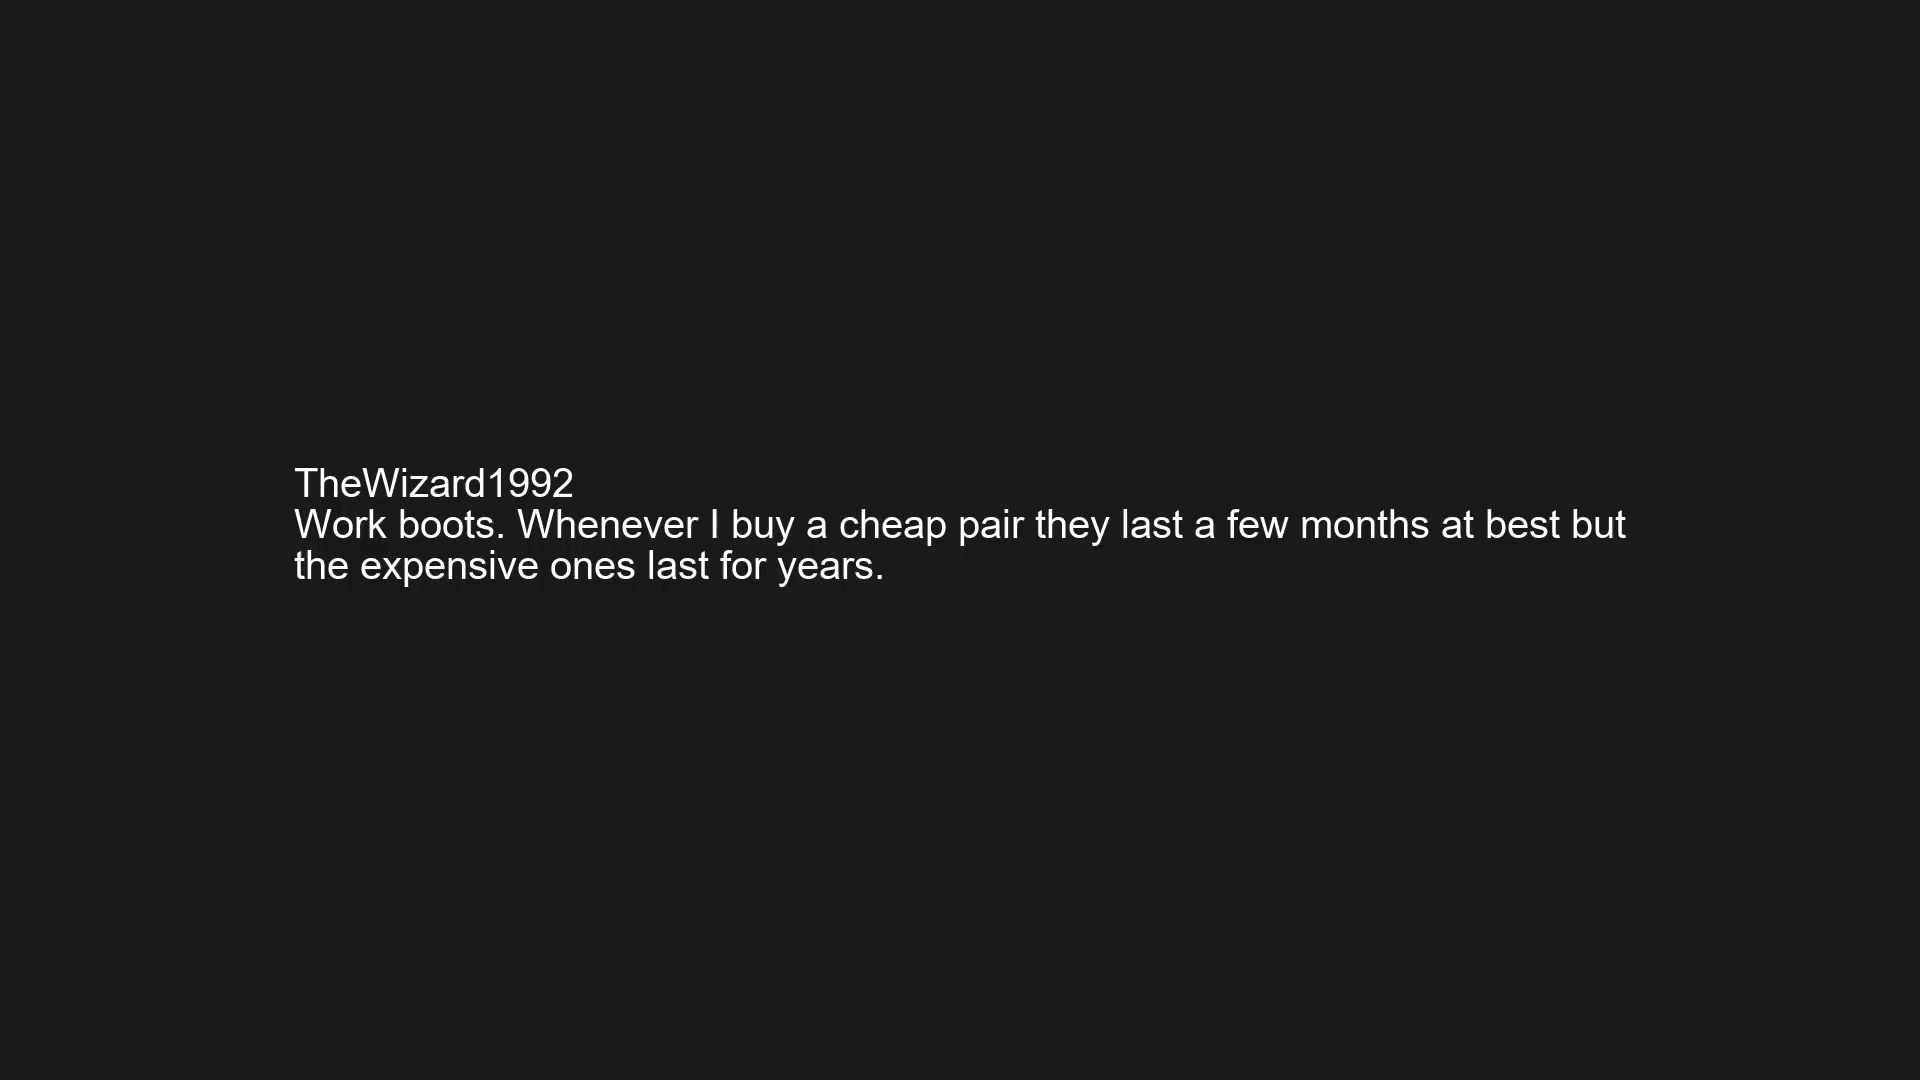 TheWizard1992
Work boots. Whenever I buy a cheap pair they last a few months at best but
the expensive ones last for years.